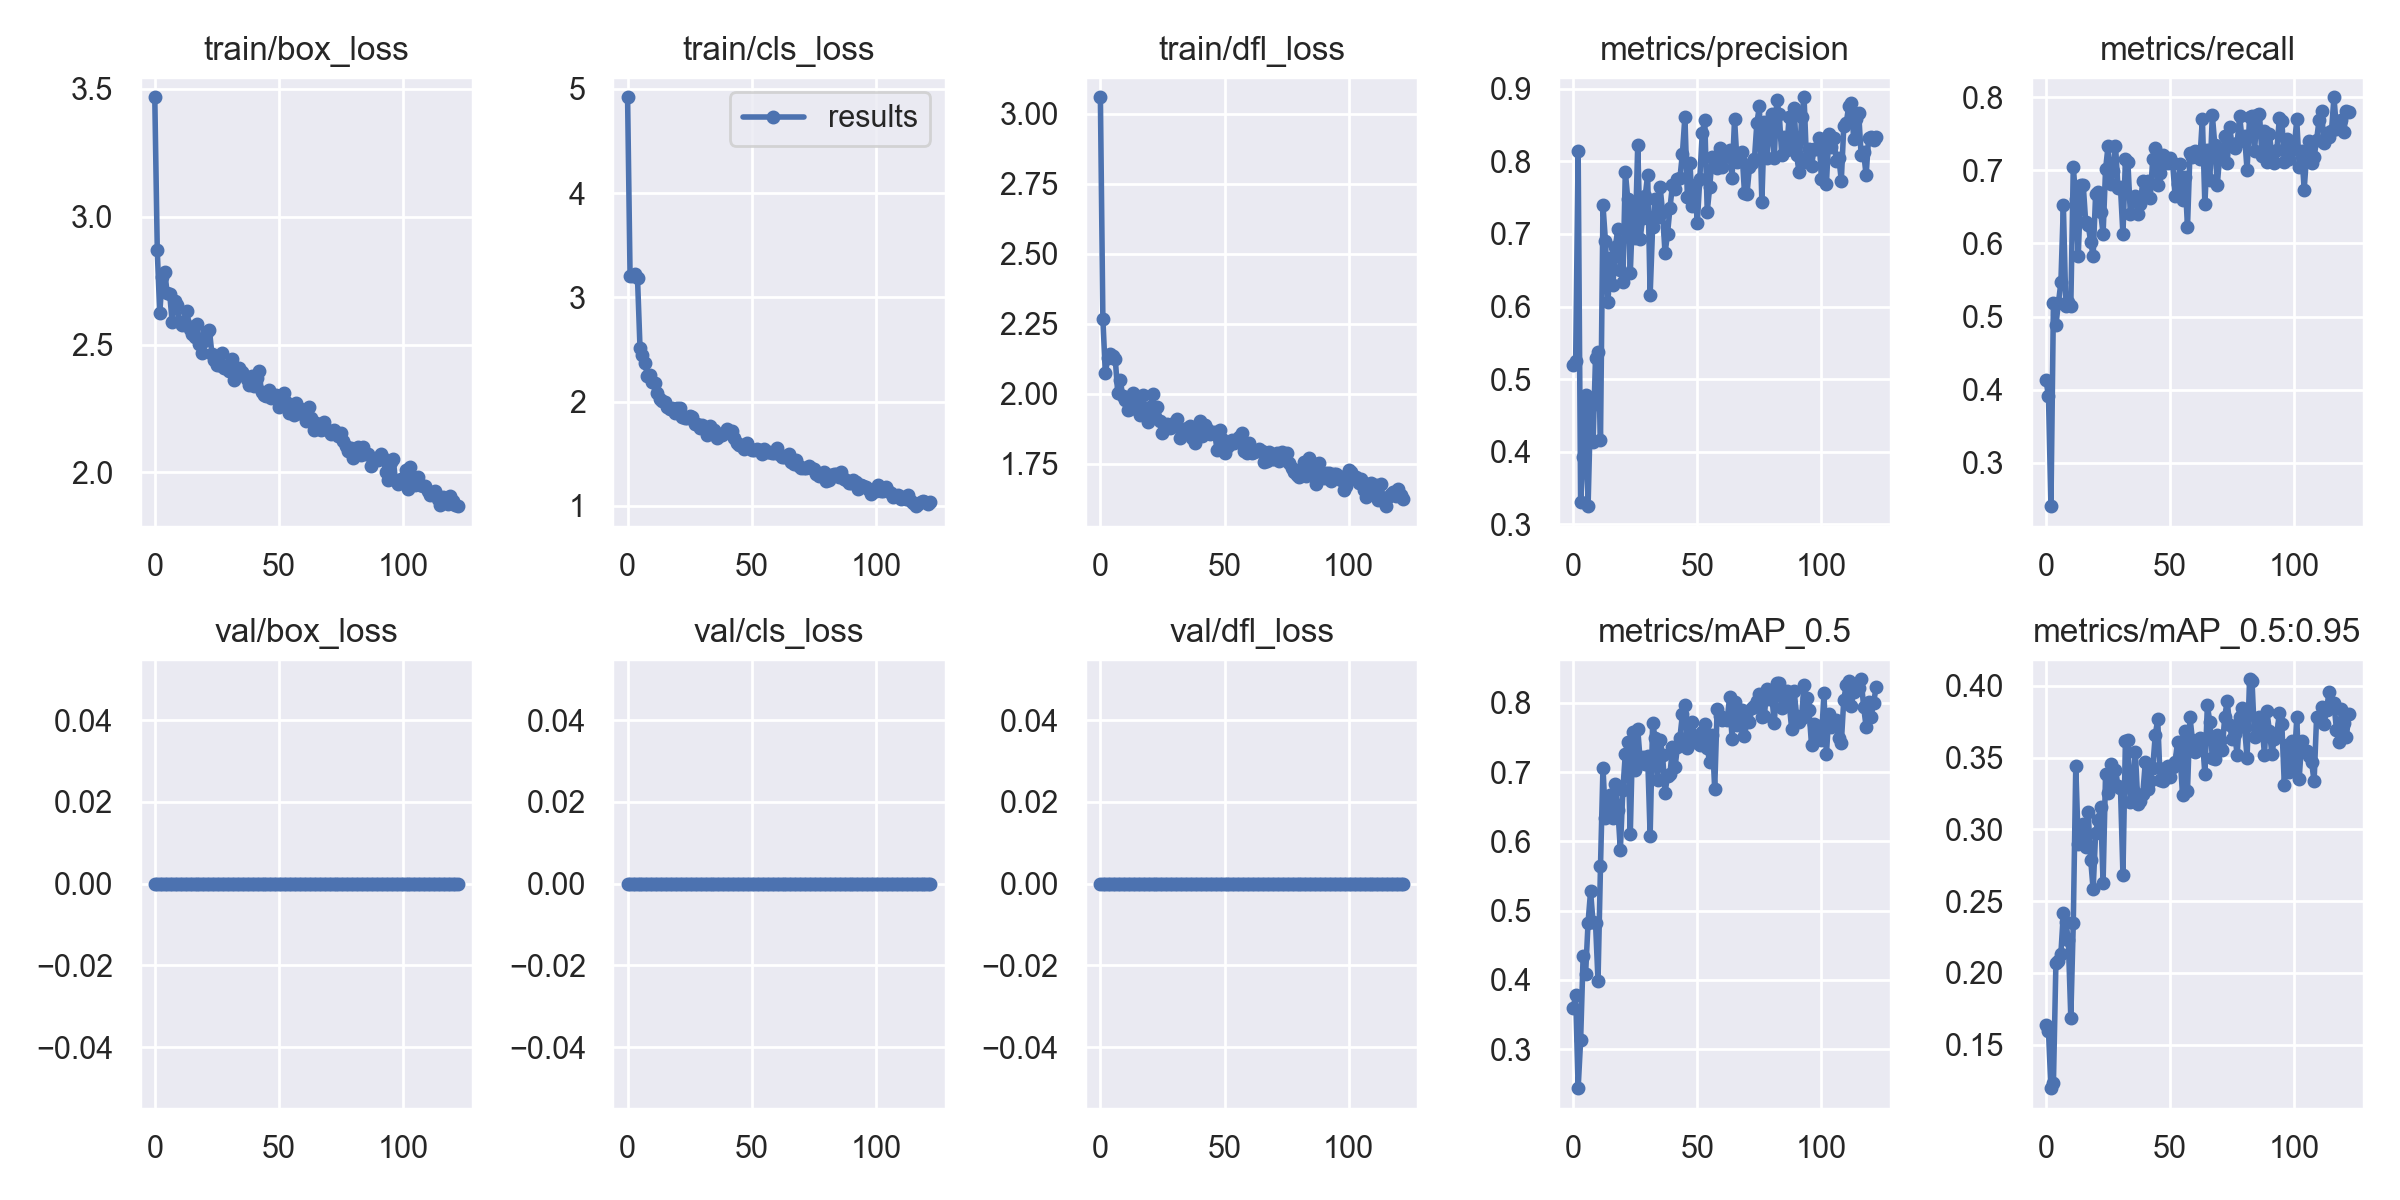 train/box_loss
3.5
3.0
2.5
2.0
0 50 100
train/cls_loss
5
4
3
2
1
results
0 50 100
train/dfl_loss
3.00
2.75
2.50
2.25
2.00
1.75
0 50 100
metrics/precision
0.9
0.8
0.7
0.6
0.5
0.4
0.3
0 50 100
metrics/recall
0.8
0.7
0.6
0.5
0.4
0.3
0 50 100
val/box_loss
0.04
0.02
0.00
−0.02
−0.04
0 50 100
val/cls_loss
0.04
0.02
0.00
−0.02
−0.04
0 50 100
val/dfl_loss
0.04
0.02
0.00
−0.02
−0.04
0 50 100
metrics/mAP_0.5
0.8
0.7
0.6
0.5
0.4
0.3
0 50 100
metrics/mAP_0.5:0.95
0.40
0.35
0.30
0.25
0.20
0.15
0 50 100